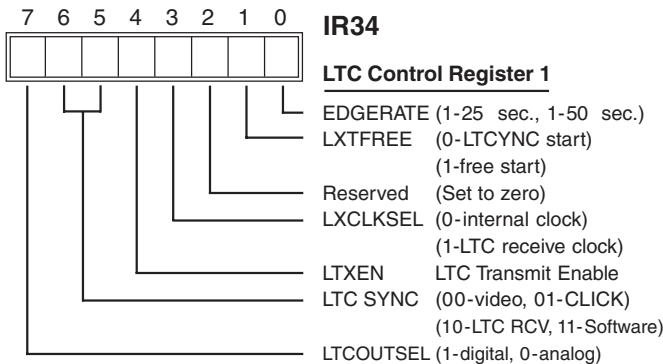 7 6 5 4 3 2 1 0
IR34
LTC Control Register 1
EDGERATE (1-25 sec., 1-50 sec.)
LXTFREE (0-LTCYNC start)
(1-free start)
Reserved (Set to zero)
LXCLKSEL (0-internal clock)
(1-LTC receive clock)
LTXEN LTC Transmit Enable
LTC SYNC (00-video, 01-CLICK)
(10-LTC RCV, 11-Software)
LTCOUTSEL (1-digital, 0-analog)